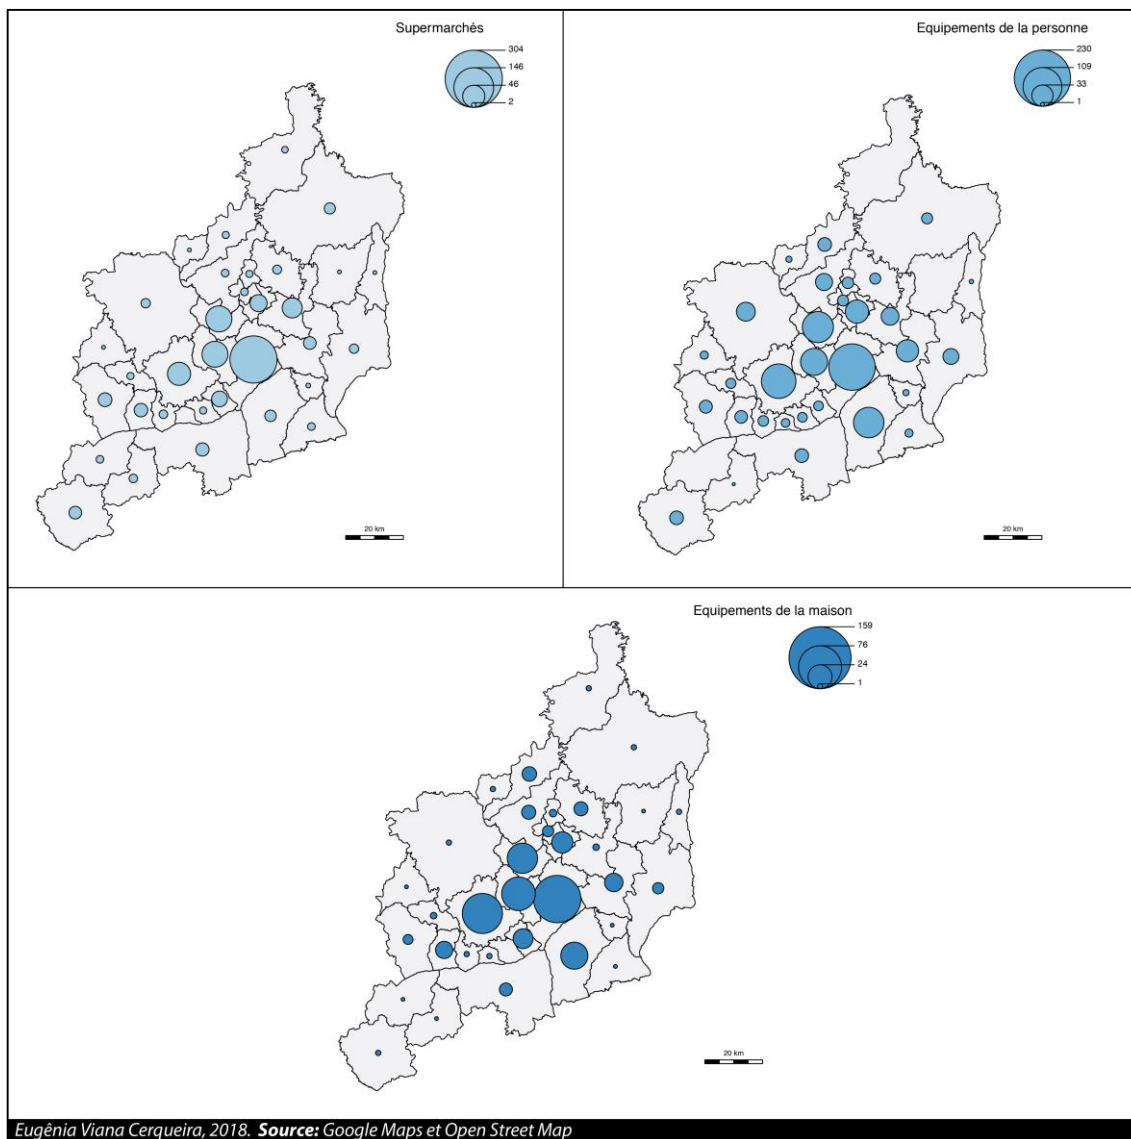 Supermarchés
304
146
46
2
20 km
Equipements de la personne
230
109
33
1
20 km
Equipements de la maison
159
76
24
1
20 km
Eugênia Viana Cerqueira, 2018. Source: Google Maps et Open Street Map